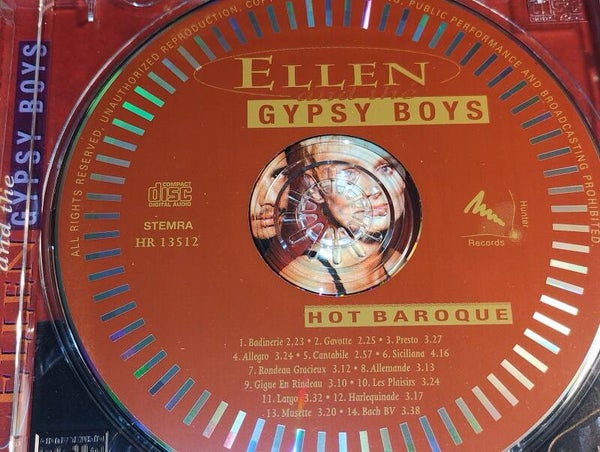 ALL RIGHTS RESERVED. UNAUTHORIZED REPRODUCTION, PUBLIC PERFORMANCE AND BROADCASTING PROHIBITED.
ELLEN
and the
GYPSY BOYS
COMPACT
disc
DIGITAL AUDIO
STEMRA
HR 13512
Hunter
Records
HOT BAROQUE
1. Badinerie 2.23 • 2. Gavotte 2.25 • 3. Presto 3.27
4. Allegro 3.24 • 5. Cantabile 2.57 • 6. Siciliana 4.16
7. Rondeau Gracieux 3.12 • 8. Allemande 3.13
9. Gigue En Rindeau 3.10 • 10. Les Plaisirs 3.24
11. Largo 3.32 • 12. Harlequinade 3.17
13. Musette 3.20 • 14. Bach BV 3.38
ELLEN
and the
GYPSY BOYS